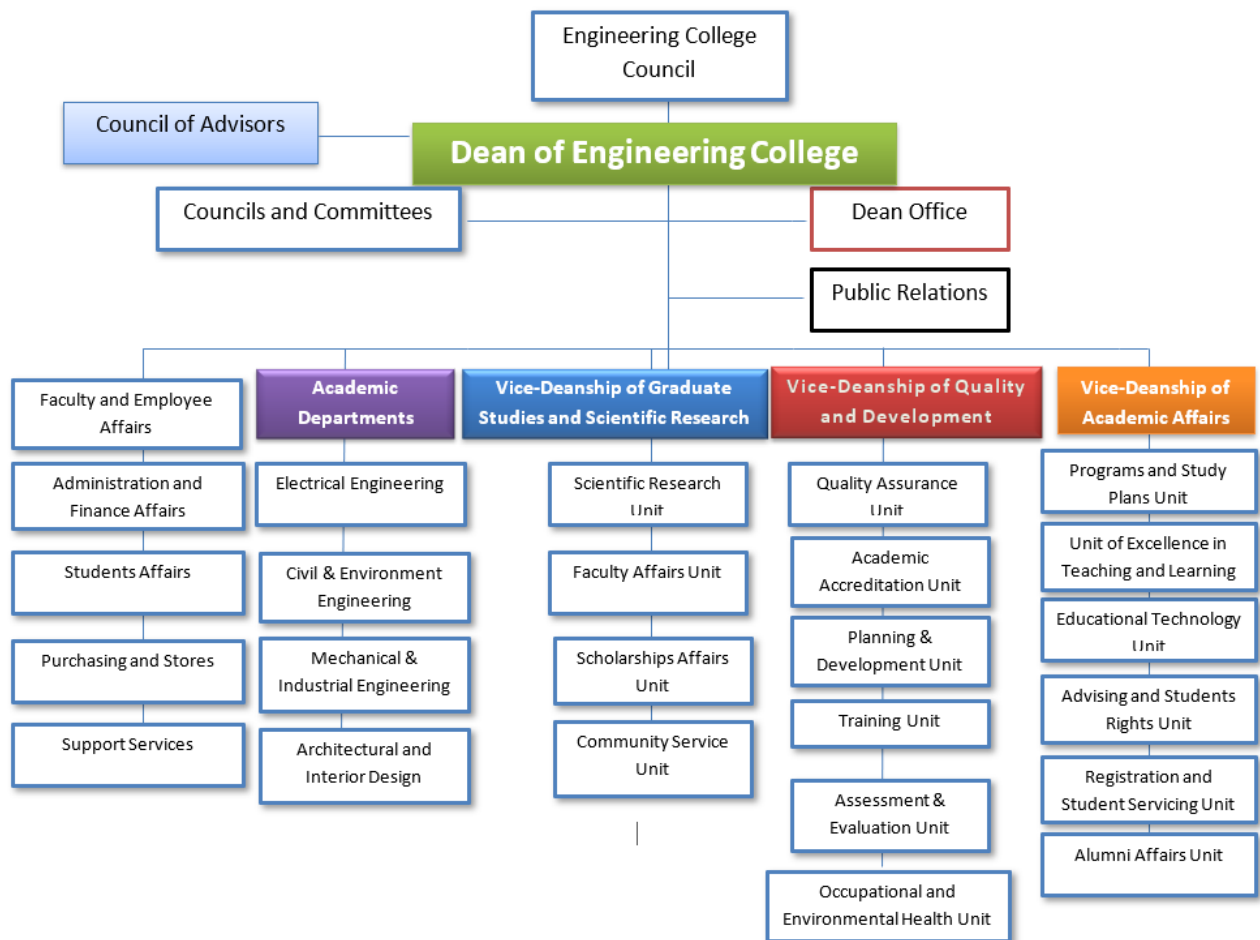 Engineering College
Council
Council of Advisors
Dean of Engineering College
Councils and Committees
Dean Office
Public Relations
Faculty and Employee
Affairs
Administration and
Finance Affairs
Students Affairs
Purchasing and Stores
Support Services
Academic
Departments
Electrical Engineering
Civil & Environment
Engineering
Mechanical &
Industrial Engineering
Architectural and
Interior Design
Vice-Deanship of Graduate
Studies and Scientific Research
Scientific Research
Unit
Faculty Affairs Unit
Scholarships Affairs
Unit
Community Service
Unit
Vice-Deanship of Quality
and Development
Quality Assurance
Unit
Academic
Accreditation Unit
Planning &
Development Unit
Training Unit
Assessment &
Evaluation Unit
Occupational and
Environmental Health Unit
Vice-Deanship of
Academic Affairs
Programs and Study
Plans Unit
Unit of Excellence in
Teaching and Learning
Educational Technology
Unit
Advising and Students
Rights Unit
Registration and
Student Servicing Unit
Alumni Affairs Unit